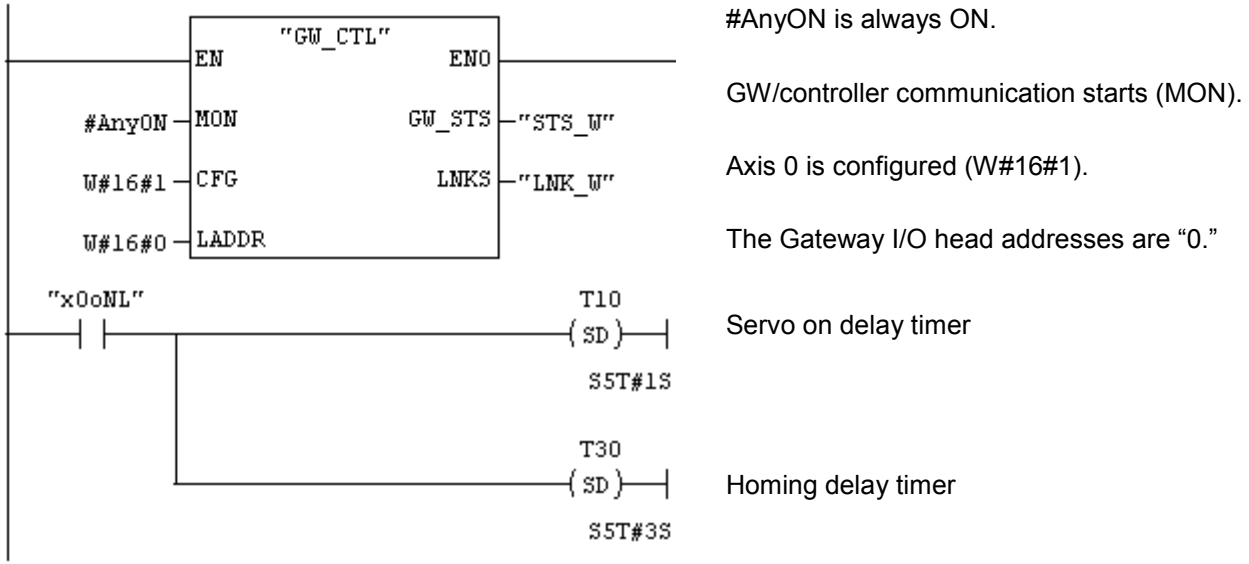 #AnyON is always ON.
"GW_CTL"
EN ENO
GW/controller communication starts (MON).
#AnyON MON GW_STS "STS_W"
Axis 0 is configured (W#16#1).
W#16#1 CFG LNKS "LNK_W"
W#16#0 LADDR
The Gateway I/O head addresses are “0.”
"x0oNL" T10
(SD)
Servo on delay timer
S5T#1S
T30
(SD)
Homing delay timer
S5T#3S